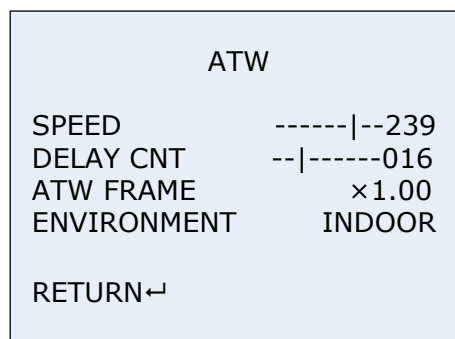 ATW
SPEED ------|--239
DELAY CNT --|------016
ATW FRAME ×1.00
ENVIRONMENT INDOOR
RETURN↵